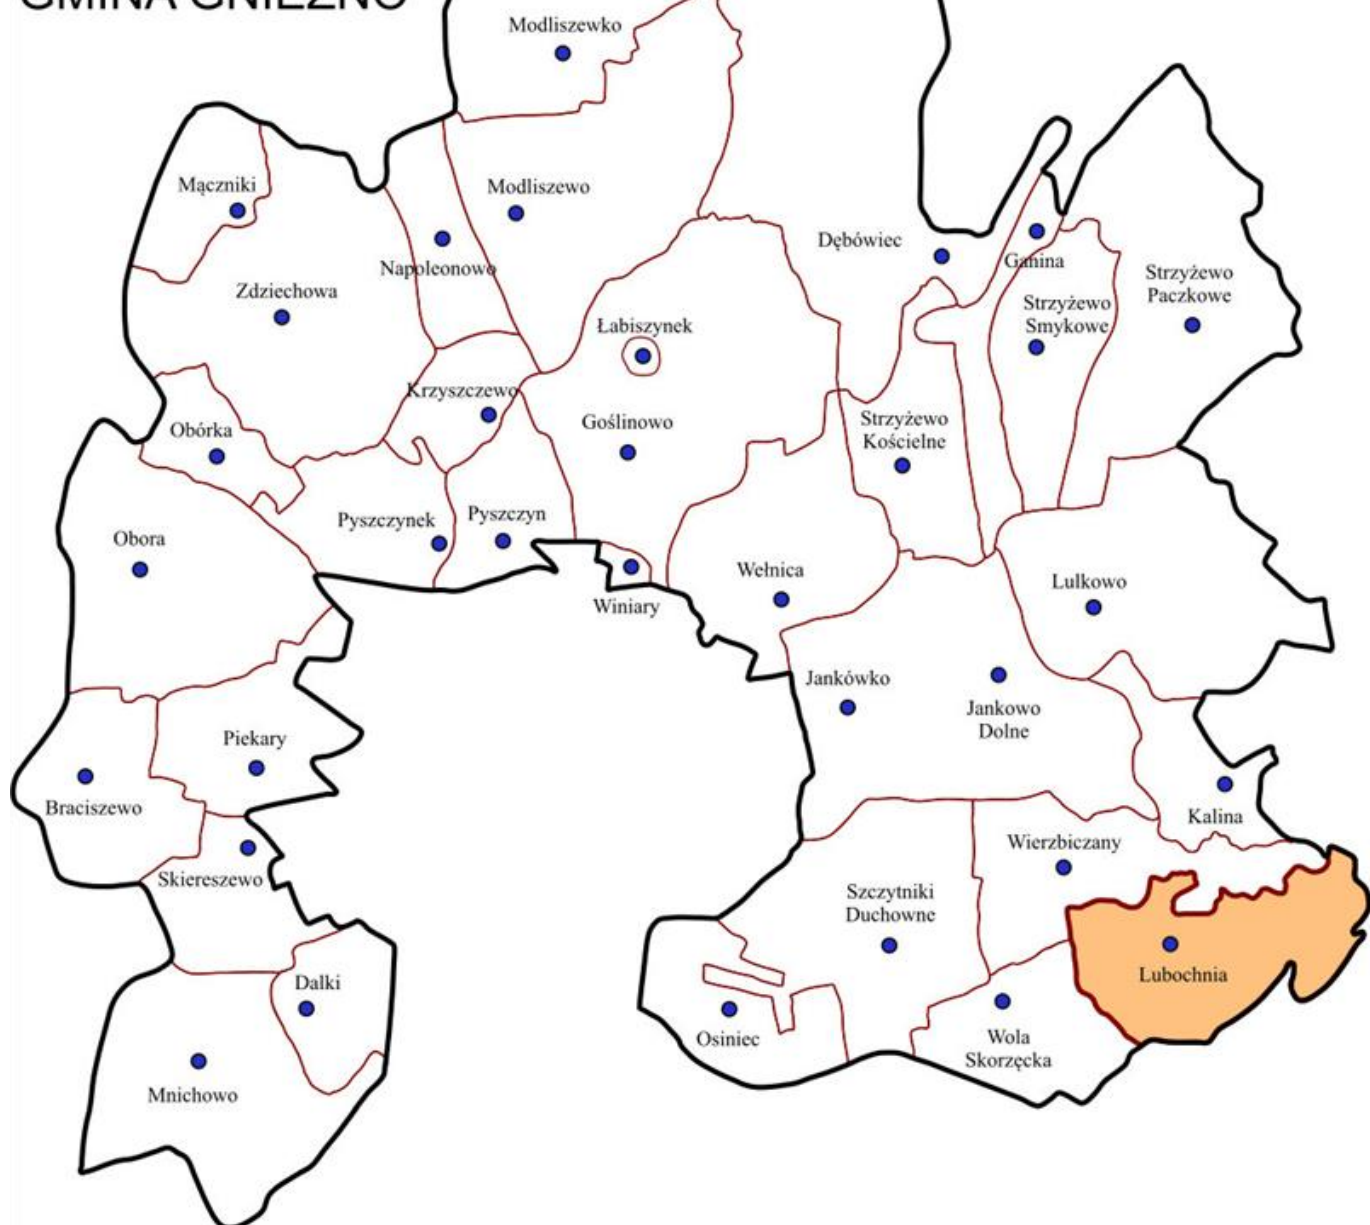 GMINA GNIEZNO
Modliszewko
Mączniki
Modliszewo
Napoleonowo
Dębówiec
Ganina
Zdziechowa
Strzyżewo
Paczkowe
Strzyżewo
Smykowe
Łabiszynek
Krzyszczewo
Goślinowo
Strzyżewo
Kościelne
Obórka
Pyszczynek
Pyszczyn
Obora
Wełnica
Lulkowo
Winiary
Jankówko
Jankowo
Dolne
Piekary
Braciszewo
Kalina
Wierzbiczany
Skiereszewo
Szczytniki
Duchowne
Lubochnia
Dalki
Osiniec
Wola
Skorzęcka
Mnichowo